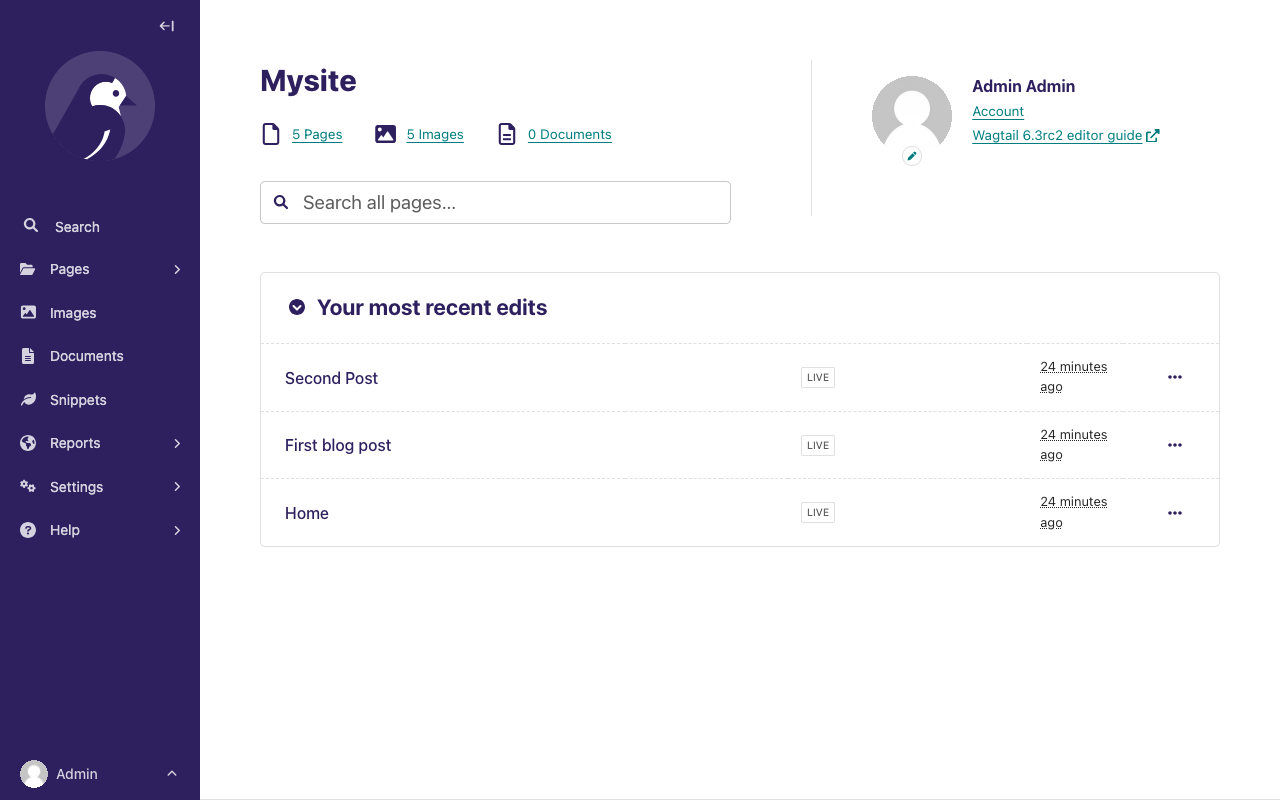 Search
Pages
Images
Documents
Snippets
Reports
Settings
Help
Admin
Mysite
5 Pages
5 Images
0 Documents
Search all pages…
Admin Admin
Account
Wagtail 6.3rc2 editor guide
Your most recent edits
Second Post LIVE 24 minutes
ago
First blog post LIVE 24 minutes
ago
Home LIVE 24 minutes
ago